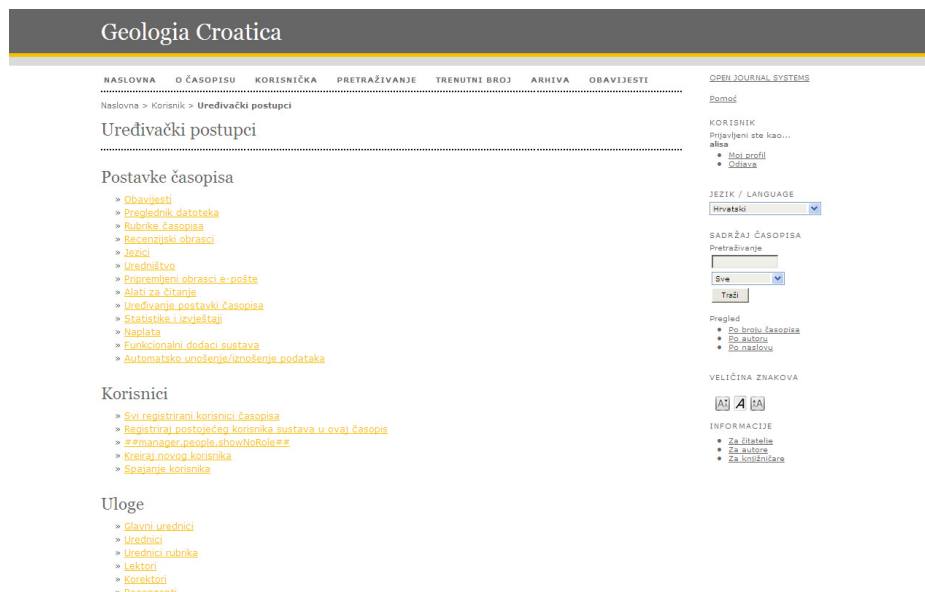 Geologia Croatica
NASLOVNA O ČASOPISU KORISNIČKA PRETRAŽIVANJE TRENUTNI BROJ ARHIVA OBAVIJESTI
Naslovna > Korisnik > Uređivački postupci
Uređivački postupci
Postavke časopisa
» Obavijesti
» Preglednik datoteka
» Rubrike časopisa
» Recenzijski obrasci
» Jezici
» Uredništvo
» Pripremljeni obrasci e-pošte
» Alati za čitanje
» Uređivanje postavki časopisa
» Statistike i izvještaji
» Naplata
» Funkcionalni dodaci sustava
» Automatsko unošenje/iznošenje podataka
Korisnici
» Svi registrirani korisnici časopisa
» Registriraj postojećeg korisnika sustava u ovaj časopis
» ##manager.people.showNoRole##
» Kreiraj novog korisnika
» Spajanje korisnika
Uloge
» Glavni urednici
» Urednici
» Urednici rubrika
» Lektori
» Korektori
» Recenzenti
OPEN JOURNAL SYSTEMS
Pomoć
KORISNIK
Prijavljeni ste kao...
alisa
• Moj profil
• Odjava
JEZIK / LANGUAGE
Hrvatski
SADRŽAJ ČASOPISA
Pretraživanje
Sve
Traži
Pregled
• Po broju časopisa
• Po autoru
• Po naslovu
VELIČINA ZNAKOVA
A A A
INFORMACIJE
• Za čitatelje
• Za autore
• Za knjižničare